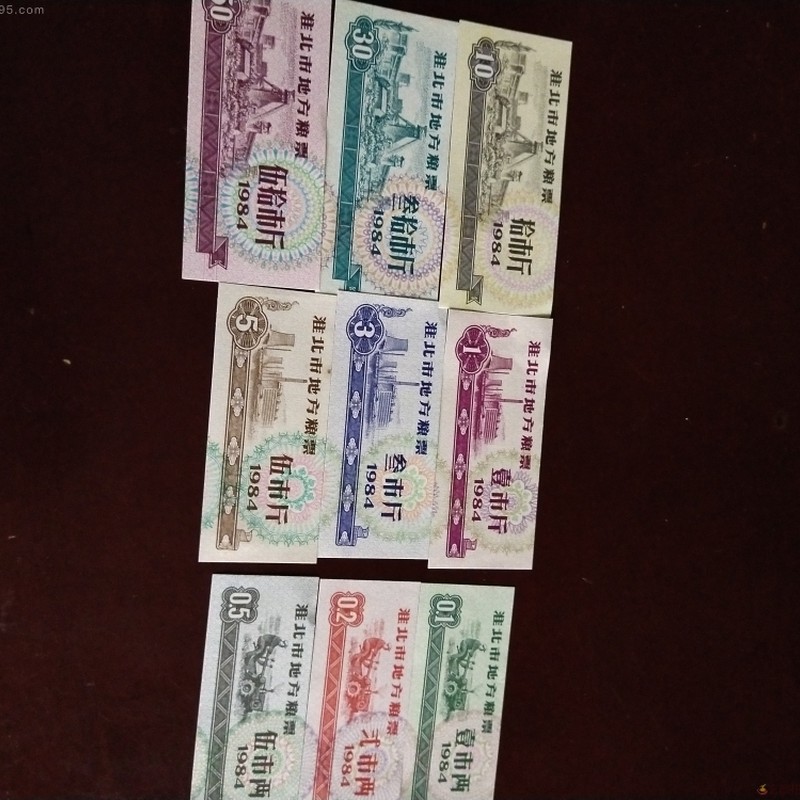 95.com
50
淮北市地方粮票
伍拾市斤
1984
30
淮北市地方粮票
叁拾市斤
1984
10
淮北市地方粮票
拾市斤
1984
5
淮北市地方粮票
伍市斤
1984
3
淮北市地方粮票
叁市斤
1984
1
淮北市地方粮票
壹市斤
1984
0.5
淮北市地方粮票
伍市两
1984
0.2
淮北市地方粮票
贰市两
1984
0.1
淮北市地方粮票
壹市两
1984